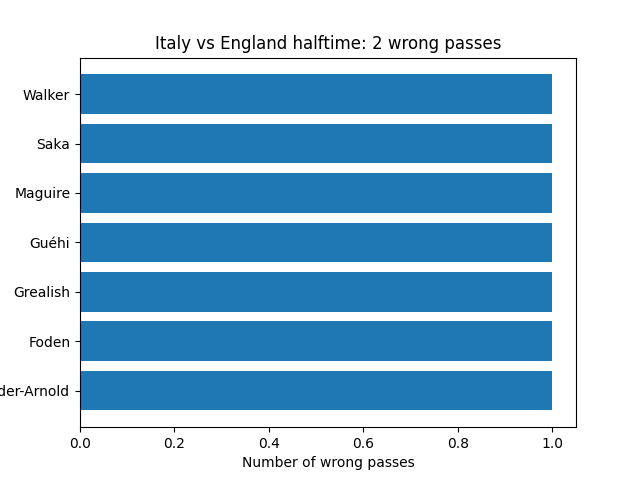 Italy vs England halftime: 2 wrong passes
Walker
Saka
Maguire
Guéhi
Grealish
Foden
der-Arnold
0.0 0.2 0.4 0.6 0.8 1.0
Number of wrong passes